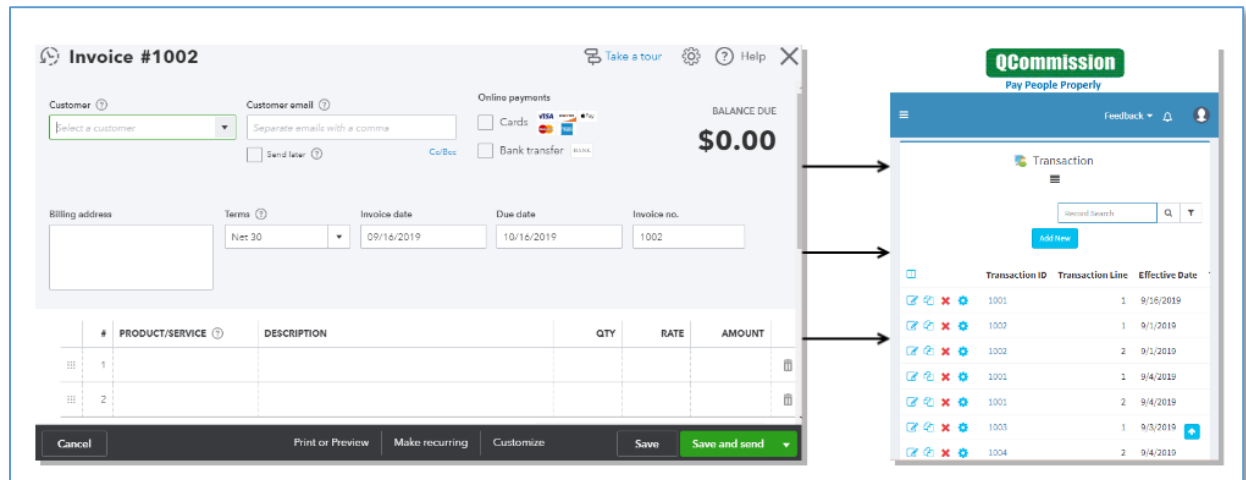 Invoice #1002
Take a tour
Help
Customer
Customer email
Online payments
BALANCE DUE
Select a customer
Separate emails with a comma
Cards VISA
$0.00
Send later
Cc/Bcc
Bank transfer BANK
Billing address
Terms
Invoice date
Due date
Invoice no.
Net 30
09/16/2019
10/16/2019
1002
# PRODUCT/SERVICE DESCRIPTION QTY RATE AMOUNT
1
2
Cancel
Print or Preview
Make recurring
Customize
Save
Save and send
QCommission
Pay People Properly
Feedback
Transaction
Record Search
Add New
Transaction ID Transaction Line Effective Date
1001 1 9/16/2019
1002 1 9/1/2019
1002 2 9/1/2019
1001 1 9/4/2019
1001 2 9/4/2019
1003 1 9/3/2019
1004 2 9/4/2019